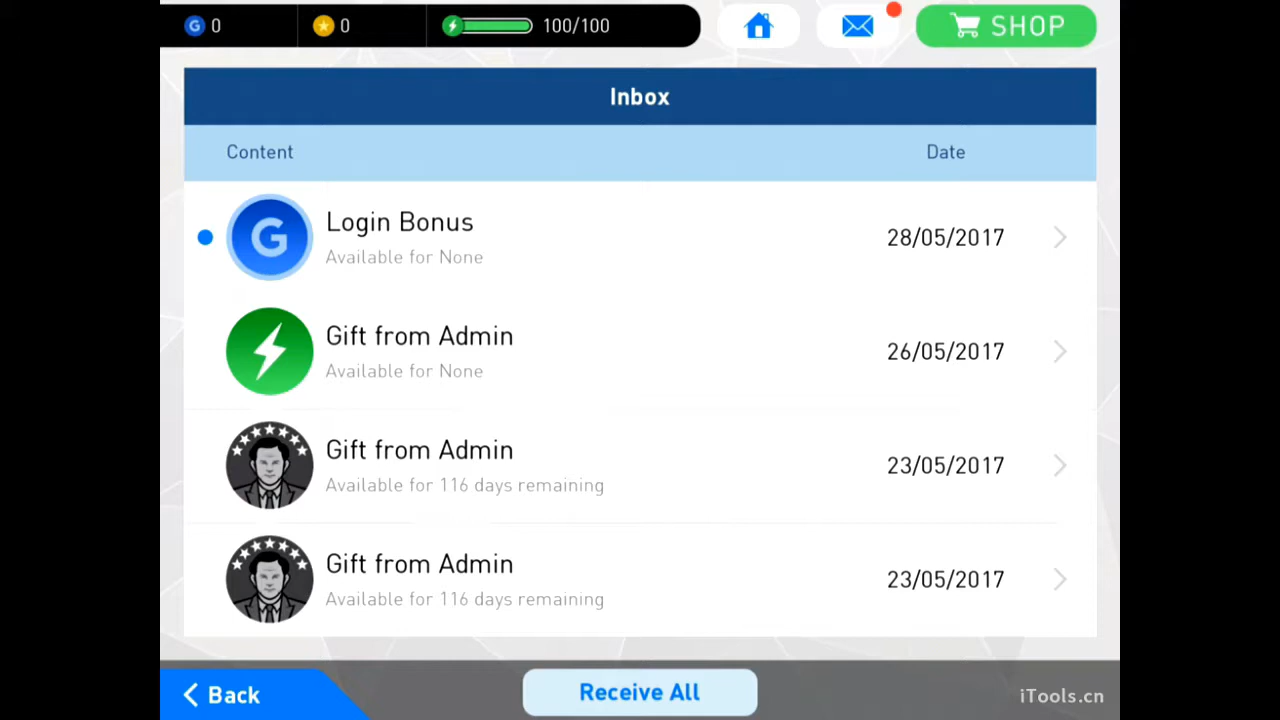 G 0
0
100/100
SHOP
Inbox
Content Date
G
Login Bonus
Available for None
28/05/2017
Gift from Admin
Available for None
26/05/2017
Gift from Admin
Available for 116 days remaining
23/05/2017
Gift from Admin
Available for 116 days remaining
23/05/2017
Back
Receive All
iTools.cn